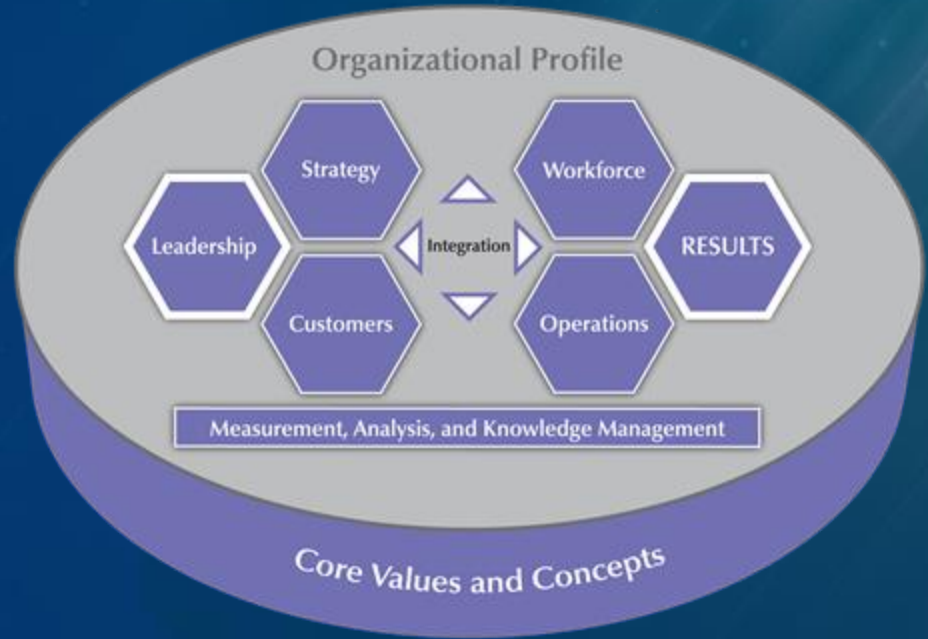 Organizational Profile
Strategy
Workforce
Leadership
Integration
RESULTS
Customers
Operations
Measurement, Analysis, and Knowledge Management
Core Values and Concepts